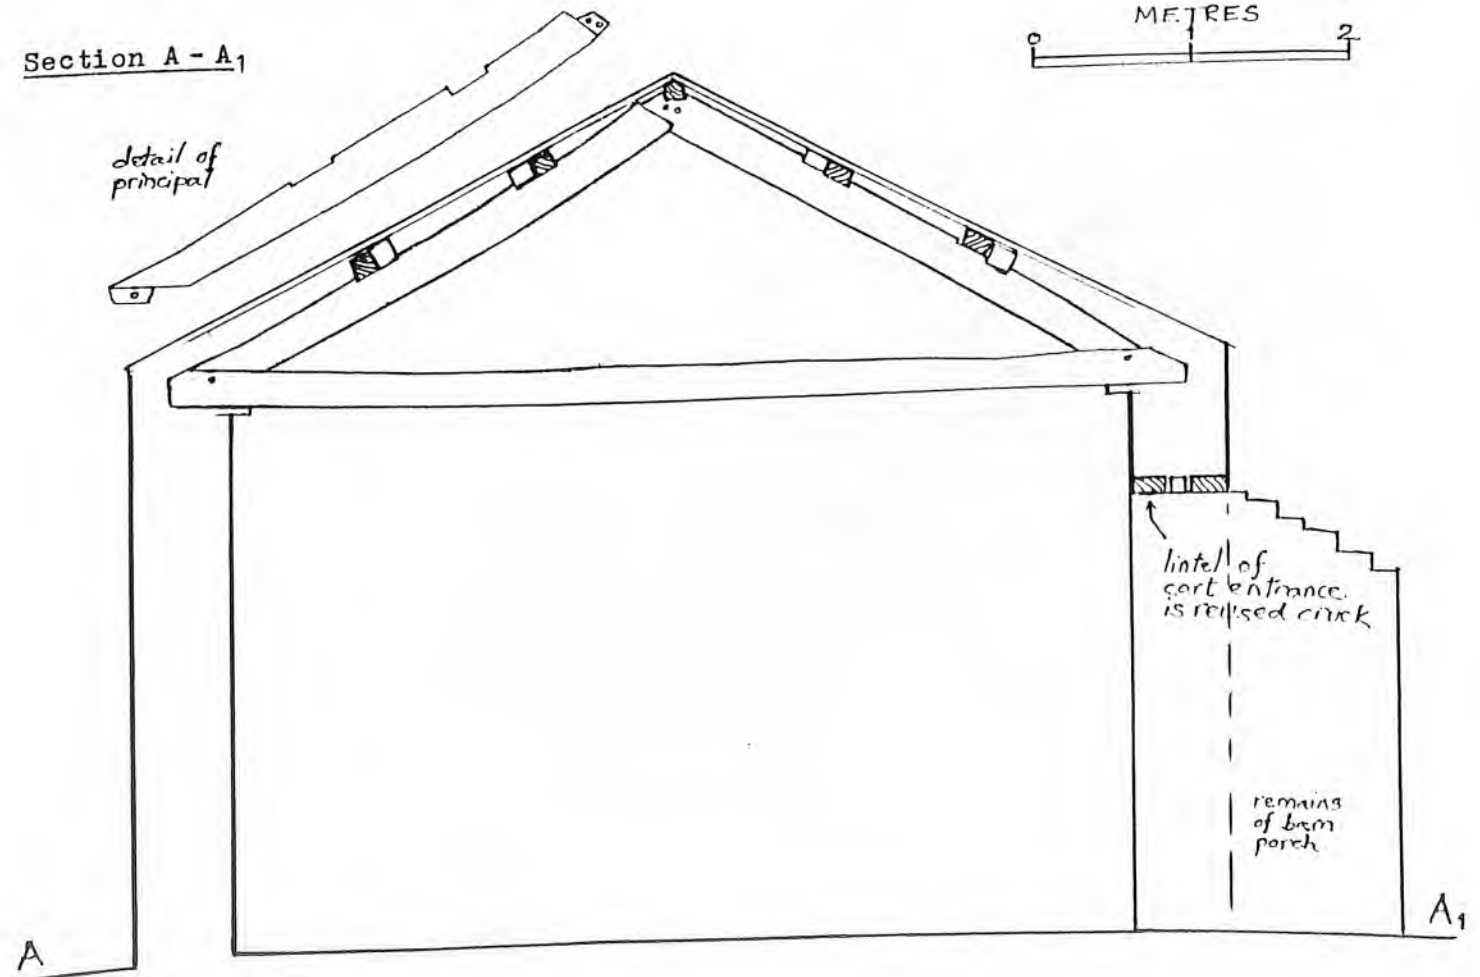 Section A - A₁
METRES
0 1 2
detail of
principal
lintel of
cart entrance
is reused cruck
remains
of barn
porch
A
A₁